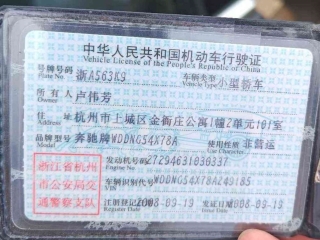 中华人民共和国机动车行驶证
Vehicle License of the People's Republic of China
号牌号码 浙A563K9 车辆类型 小型轿车
Plate No. Vehicle Type
所有人 卢伟芳
Owner
住址 杭州市上城区金衙庄公寓1幢2单元101室
品牌型号 奔驰牌WDDNG54X78A 使用性质 非营运
Model Use Character
浙江省杭州市公安局交通警察支队
发动机号码 27294631030337
Engine No.
车辆识别代号 WDDNG54X78A249185
VIN
注册登记日期 2008-09-19 发证日期 2008-09-19
Register Date Issue Date